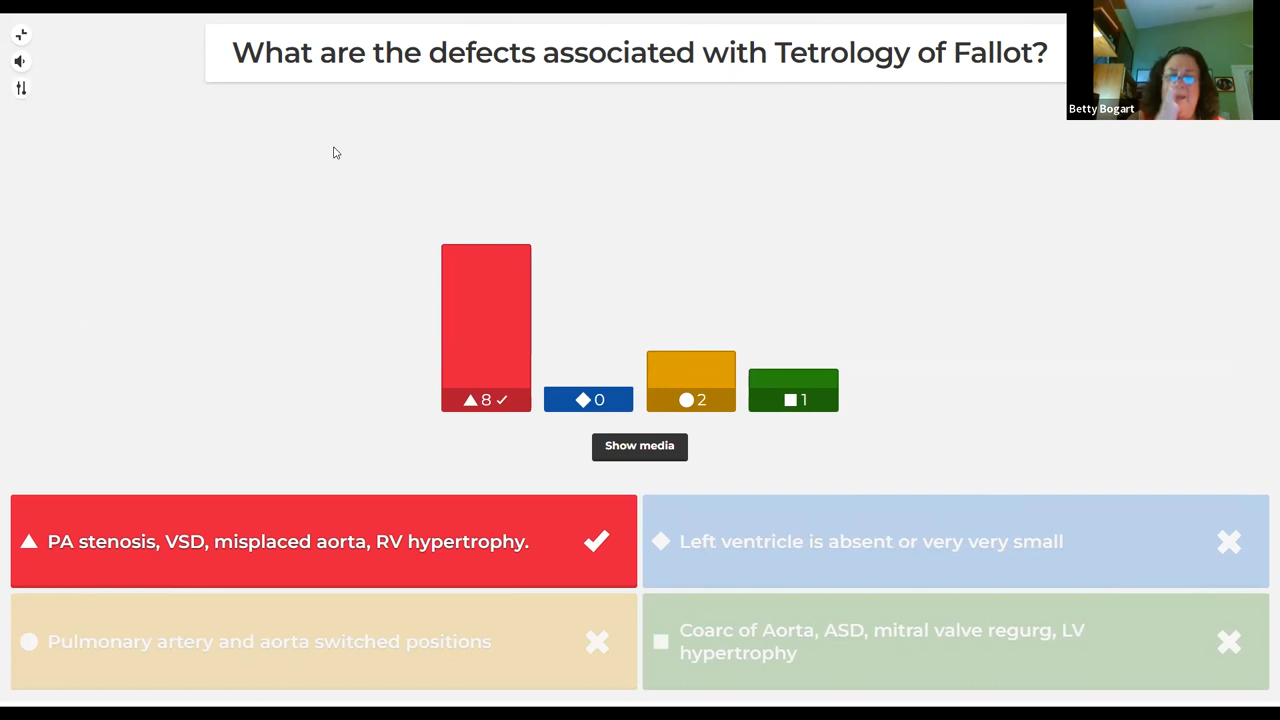 What are the defects associated with Tetrology of Fallot?
Betty Bogart
8
0
2
1
Show media
PA stenosis, VSD, misplaced aorta, RV hypertrophy.
Left ventricle is absent or very very small
Pulmonary artery and aorta switched positions
Coarc of Aorta, ASD, mitral valve regurg, LV
hypertrophy